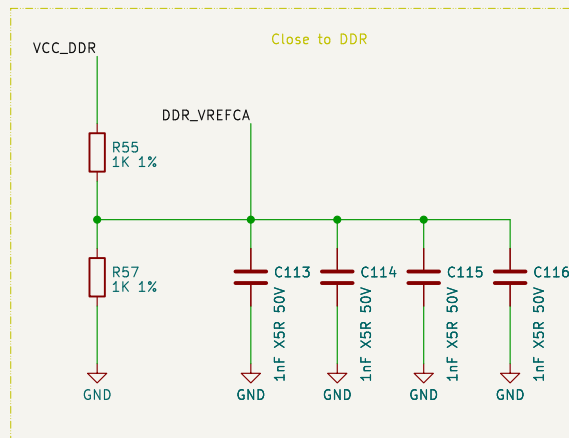 Close to DDR
VCC_DDR
DDR_VREFCA
R55
1K 1%
R57
1K 1%
C113
1nF X5R 50V
C114
1nF X5R 50V
C115
1nF X5R 50V
C116
1nF X5R 50V
GND
GND
GND
GND
GND